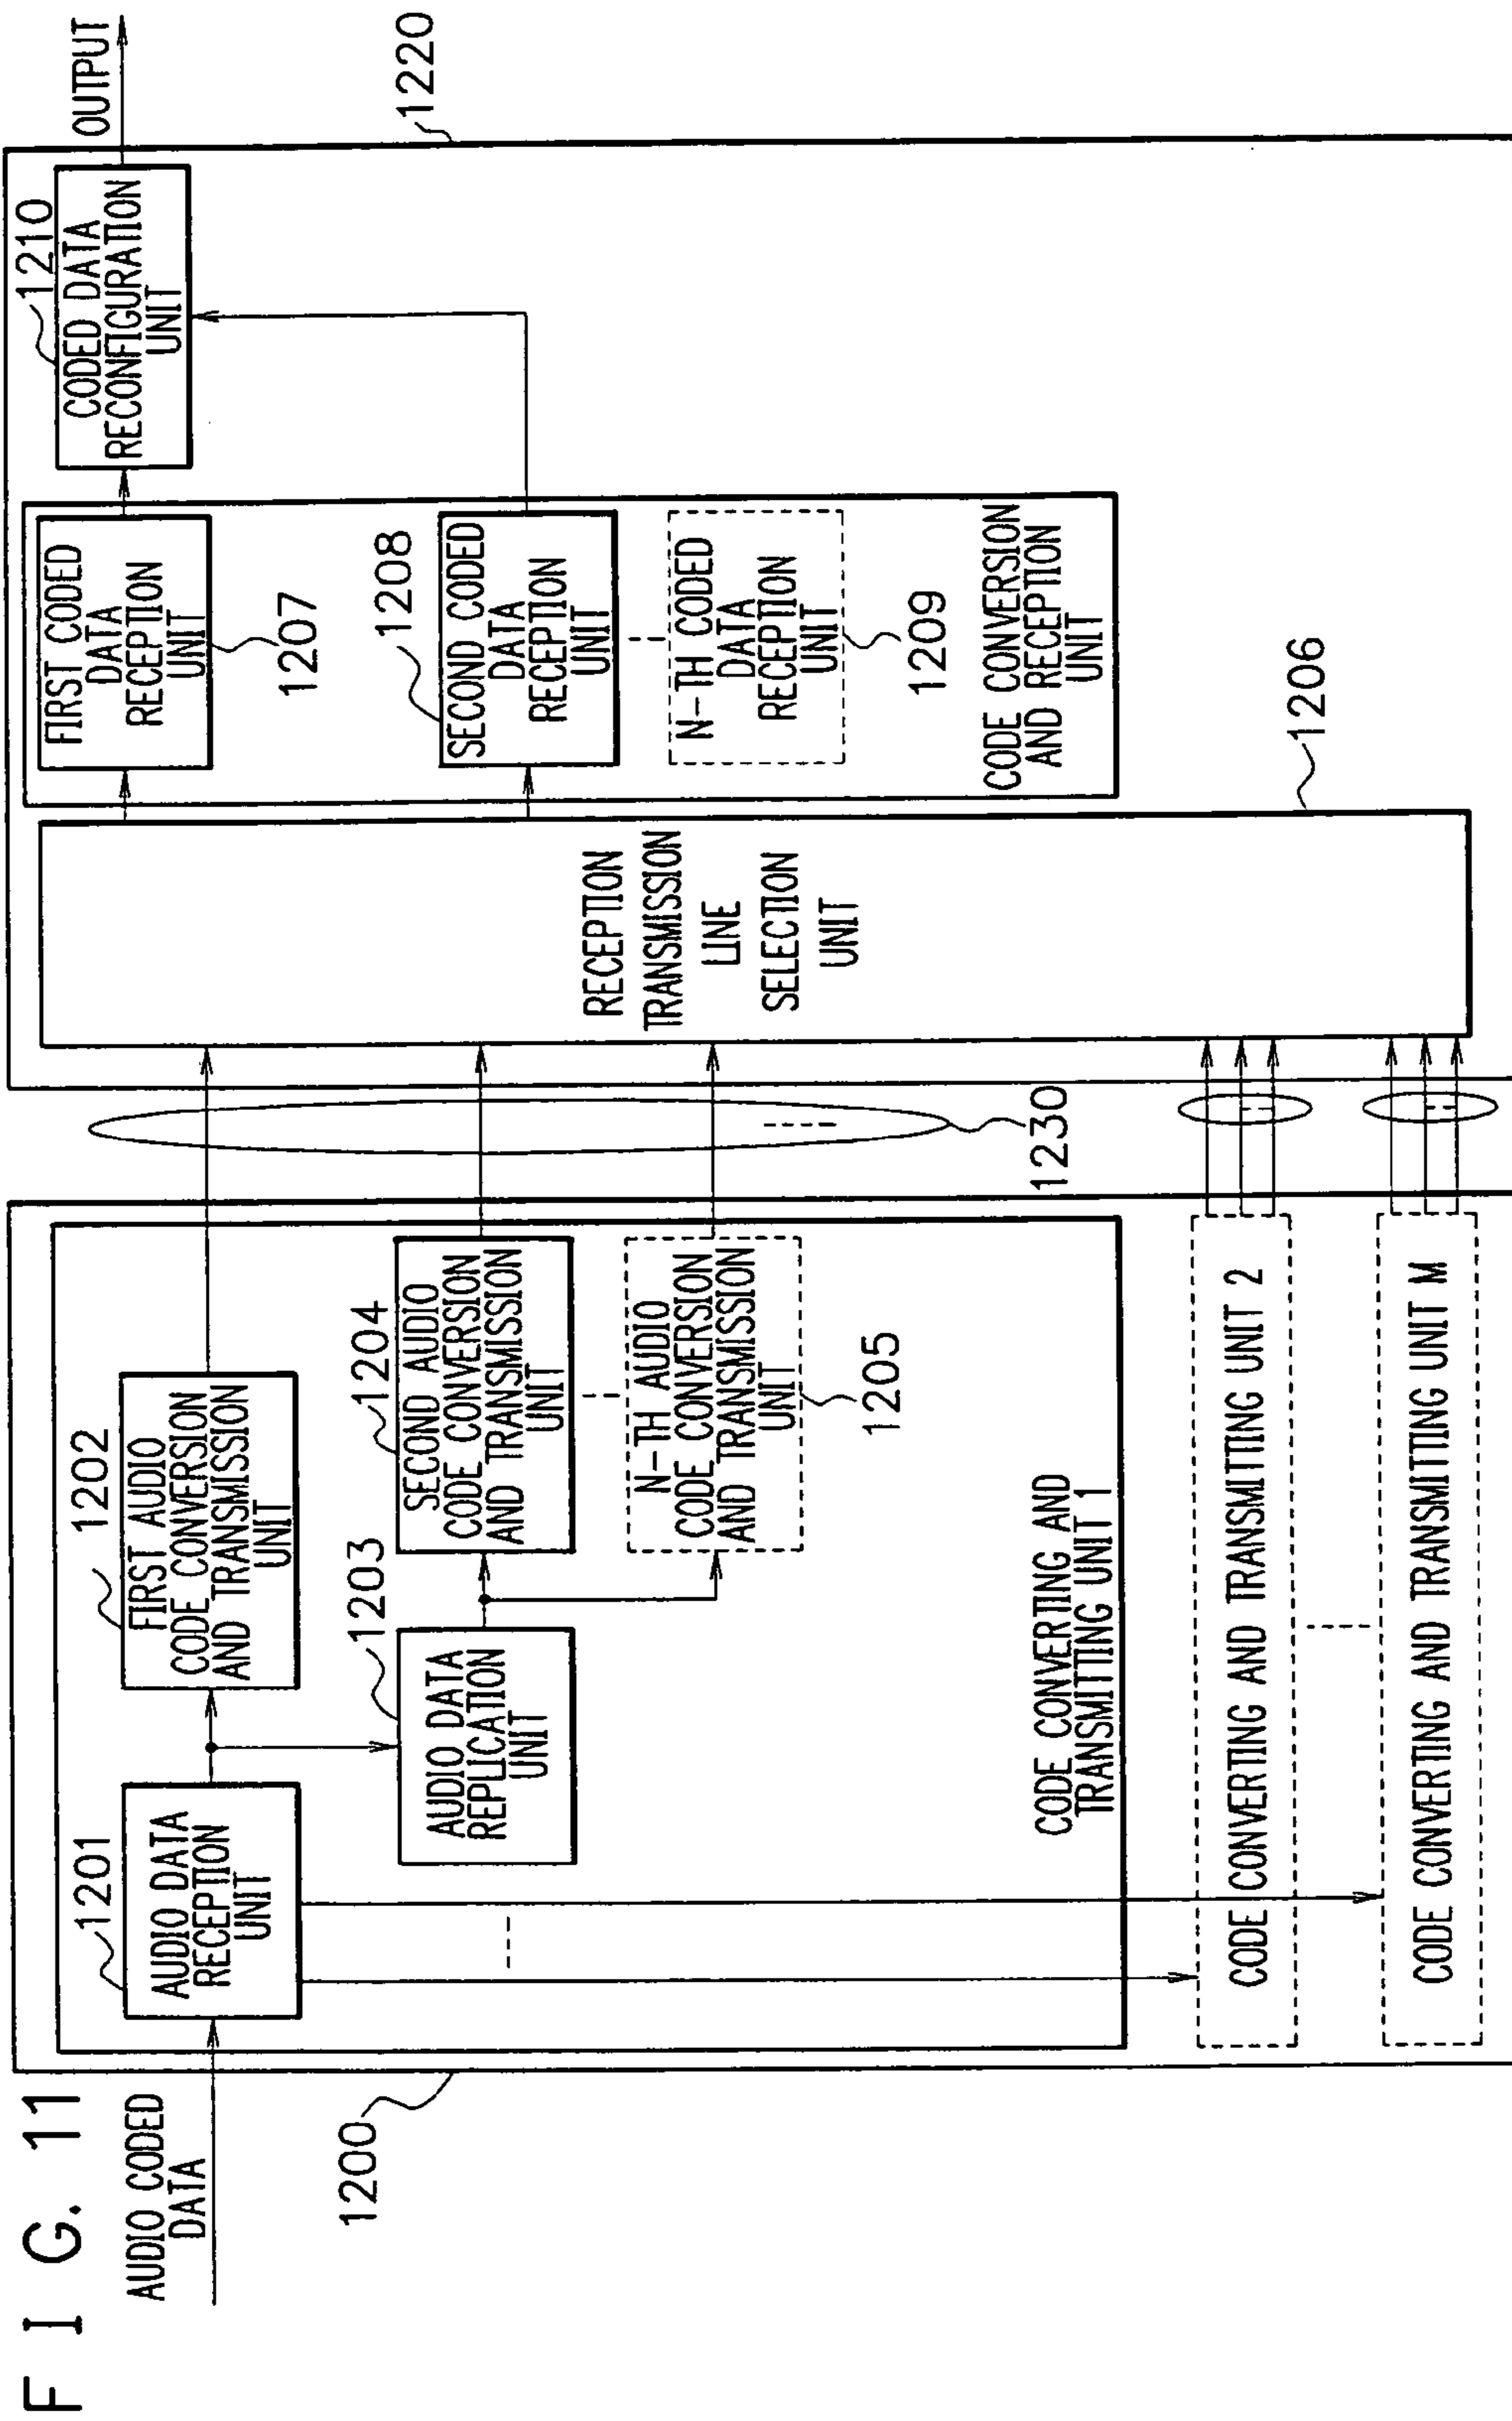 F I G. 11
AUDIO CODED
DATA
1200
1201
AUDIO DATA
RECEPTION
UNIT
1202
FIRST AUDIO
CODE CONVERSION
AND TRANSMISSION
UNIT
1203
AUDIO DATA
REPLICATION
UNIT
1204
SECOND AUDIO
CODE CONVERSION
AND TRANSMISSION
UNIT
N-TH AUDIO
CODE CONVERSION
AND TRANSMISSION
UNIT
1205
CODE CONVERTING AND
TRANSMITTING UNIT 1
CODE CONVERTING AND TRANSMITTING UNIT 2
CODE CONVERTING AND TRANSMITTING UNIT M
1230
RECEPTION
TRANSMISSION
LINE
SELECTION
UNIT
1206
FIRST CODED
DATA
RECEPTION
UNIT
1207
1208
SECOND CODED
DATA
RECEPTION
UNIT
N-TH CODED
DATA
RECEPTION
UNIT
1209
CODE CONVERSION
AND RECEPTION
UNIT
1210
CODED DATA
RECONFIGURATION
UNIT
OUTPUT
1220